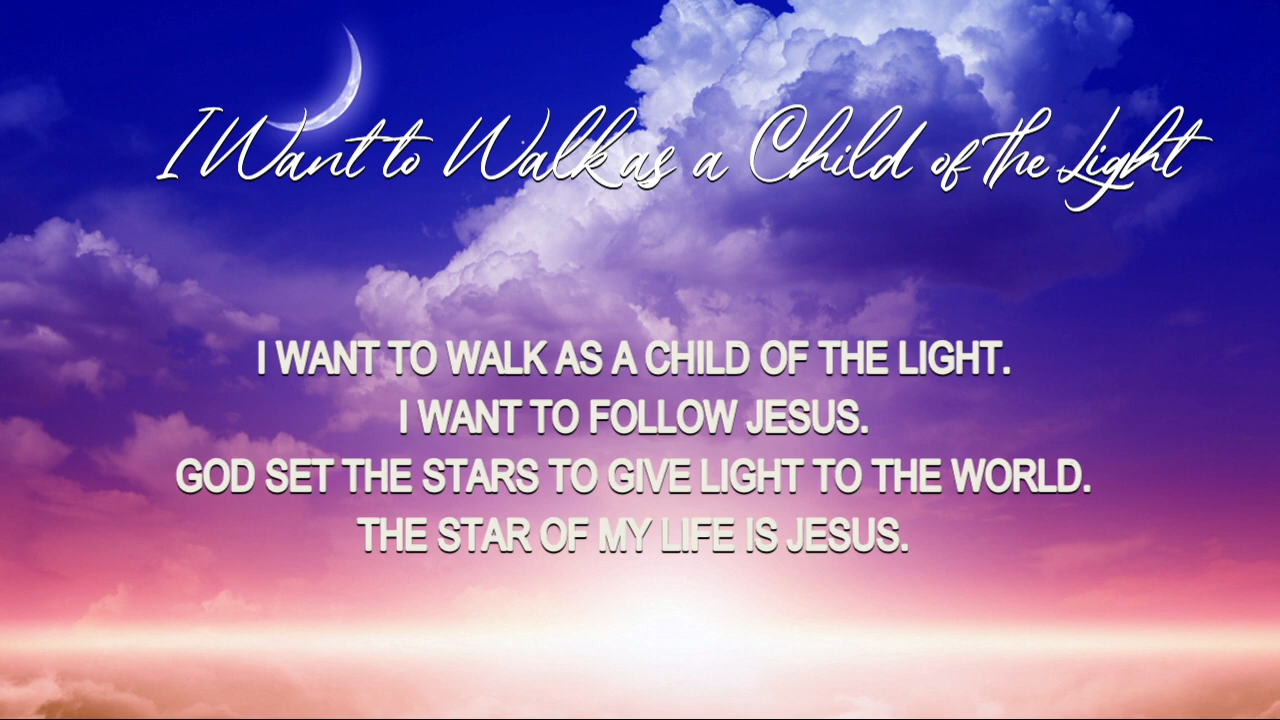 I Want to Walk as a Child of the Light
I WANT TO WALK AS A CHILD OF THE LIGHT.
I WANT TO FOLLOW JESUS.
GOD SET THE STARS TO GIVE LIGHT TO THE WORLD.
THE STAR OF MY LIFE IS JESUS.